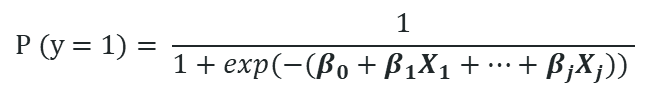 P (y = 1) = 1 / 1 + exp(−(β₀ + β₁X₁ + ⋯ + βⱼXⱼ))